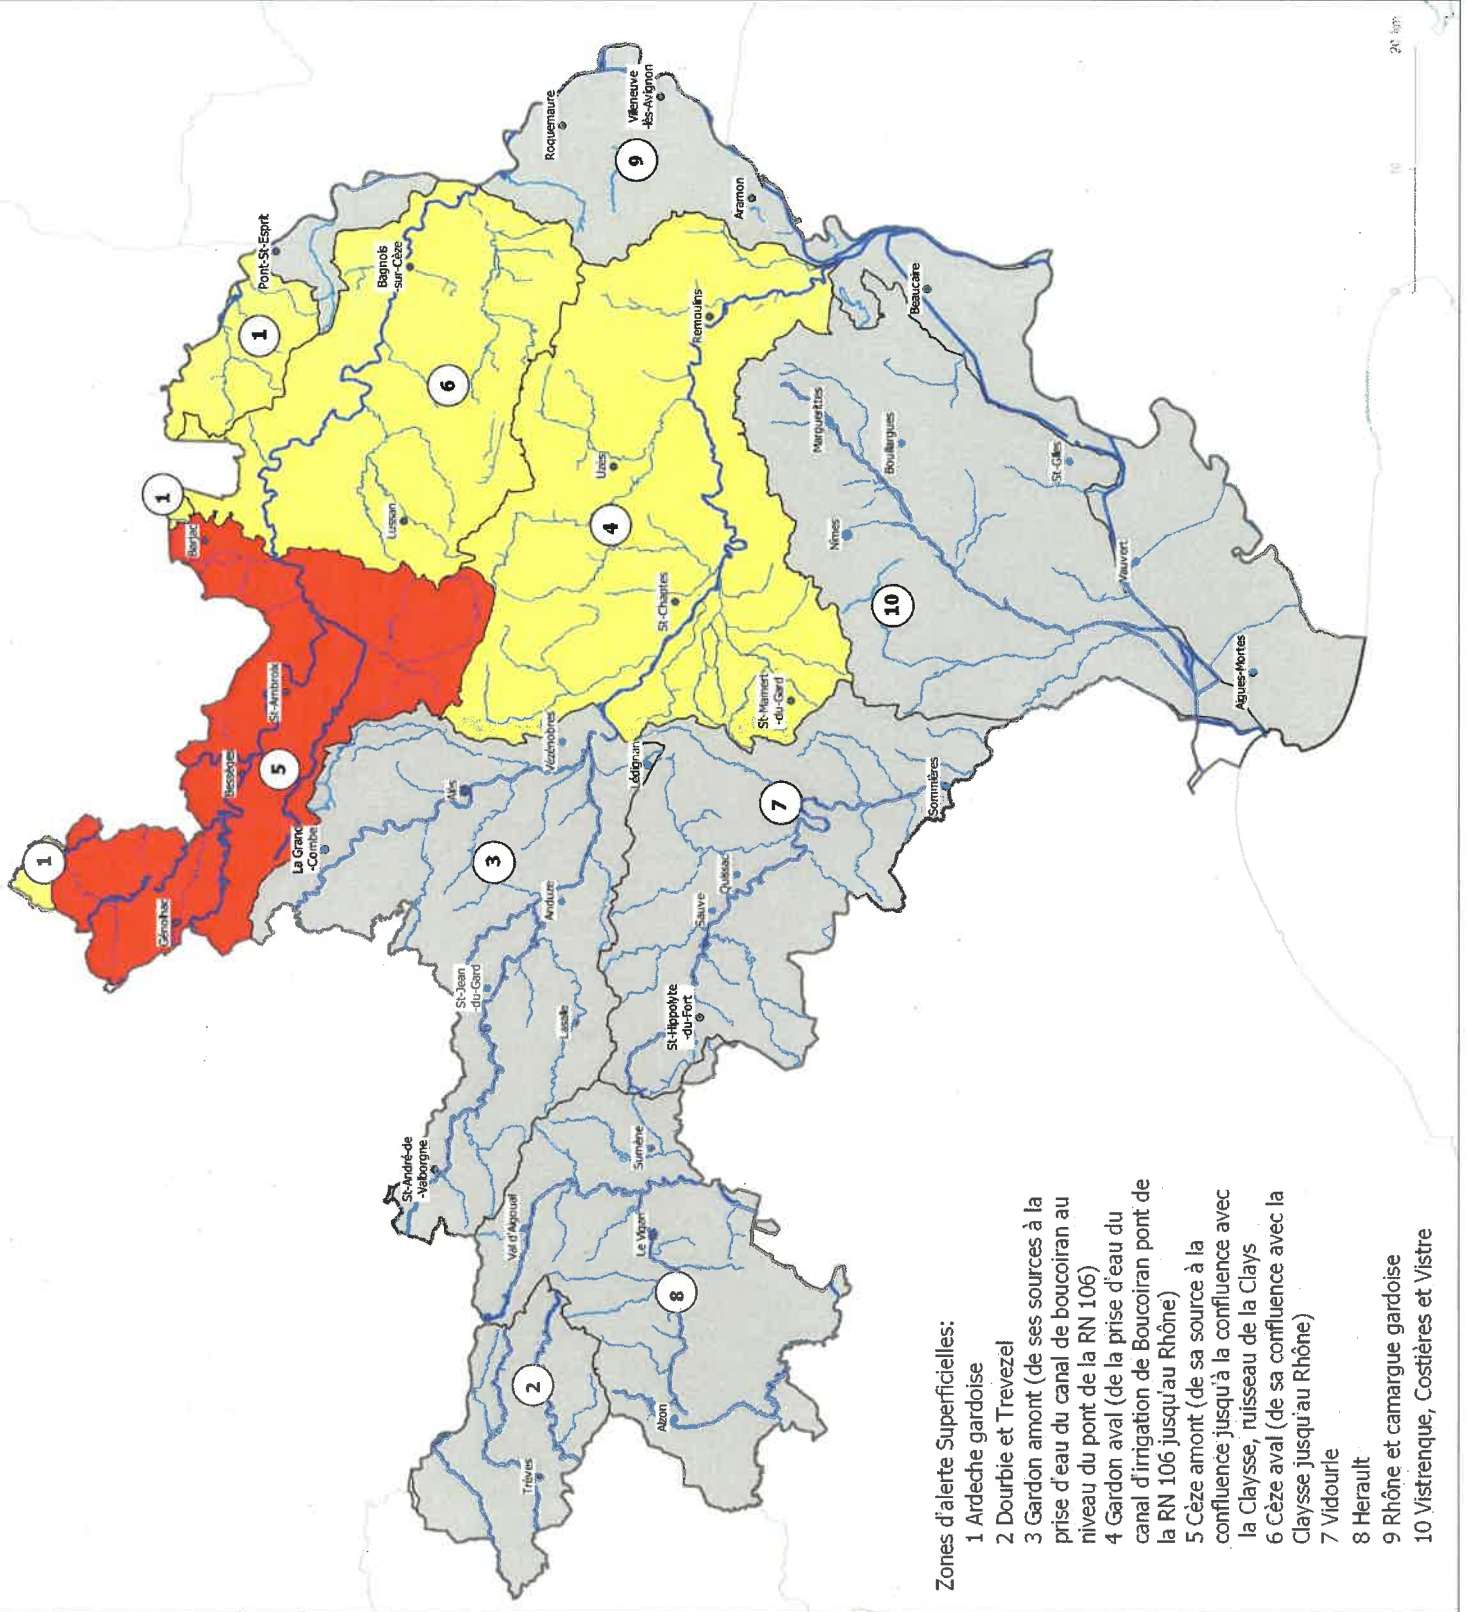 1
Génolhac
Bessèges
5
St-Ambroix
Barjac
1
1
Pont-St-Esprit
La Grand
-Combe
Lussan
6
Bagnols
-sur-Cèze
St-André-de
-Valborgne
St-Jean
-du-Gard
3
Alès
Vézénobres
Uzès
4
St-Chaptes
Remoulins
Roquemaure
Villeneuve
-lès-Avignon
9
Aramon
Trèves
2
Val d'Aigoual
Lasalle
Anduze
Lédignan
St-Mamert
-du-Gard
Alzon
8
Le Vigan
Sumène
St-Hippolyte
-du-Fort
Sauve
Quissac
7
Sommières
Nîmes
10
Marguerittes
Bouillargues
Beaucaire
St-Gilles
Vauvert
Aigues-Mortes
Zones d'alerte Superficielles:
1 Ardeche gardoise
2 Dourbie et Trevezel
3 Gardon amont (de ses sources à la
prise d'eau du canal de boucoiran au
niveau du pont de la RN 106)
4 Gardon aval (de la prise d'eau du
canal d'irrigation de Boucoiran pont de
la RN 106 jusqu'au Rhône)
5 Cèze amont (de sa source à la
confluence jusqu'à la confluence avec
la Claysse, ruisseau de la Clays
6 Cèze aval (de sa confluence avec la
Claysse jusqu'au Rhône)
7 Vidourle
8 Herault
9 Rhône et camargue gardoise
10 Vistrenque, Costières et Vistre
0
10
20 km